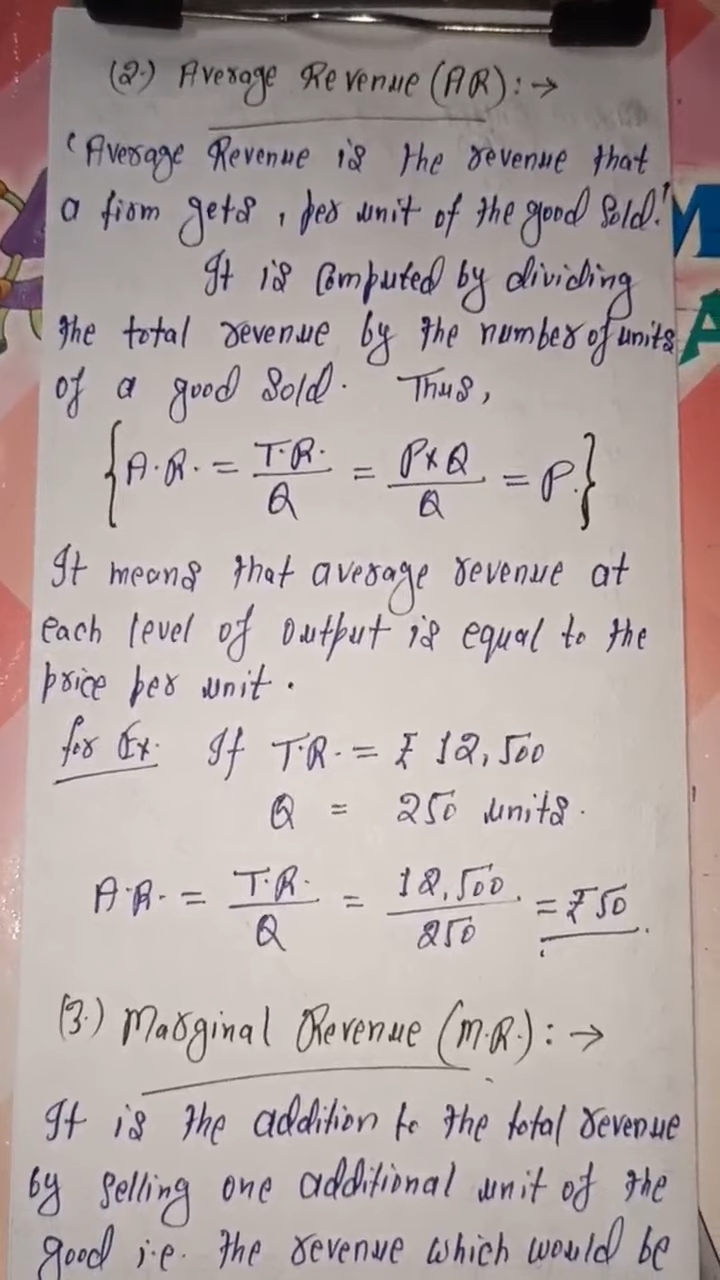 (2.) Average Revenue (AR) : →
'Average Revenue is the revenue that
a firm gets, per unit of the good sold.'
It is Computed by dividing
the total revenue by the number of units
of a good Sold. Thus,
{A.R. = T.R./Q = P×Q/Q = P.}
It means that average revenue at
each level of output is equal to the
price per unit.
for Ex. If T.R. = ₹ 12,500
Q = 250 units.
A.R. = T.R./Q = 12,500/250 = ₹50.
(3.) Marginal Revenue (M.R.) : →
It is the addition to the total revenue
by selling one additional unit of the
good i.e. the revenue which would be
M
A